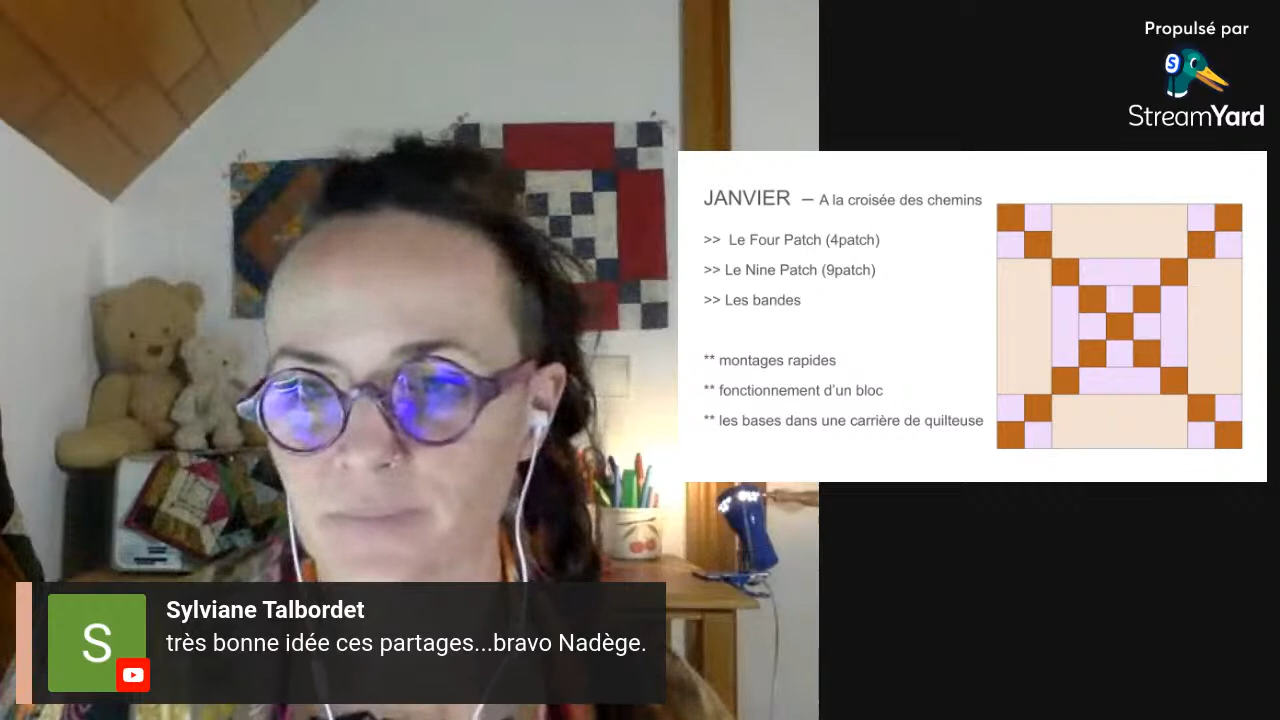 Propulsé par
S
StreamYard
JANVIER – A la croisée des chemins
>> Le Four Patch (4patch)
>> Le Nine Patch (9patch)
>> Les bandes
** montages rapides
** fonctionnement d'un bloc
** les bases dans une carrière de quilteuse
S
Sylviane Talbordet
très bonne idée ces partages...bravo Nadège.